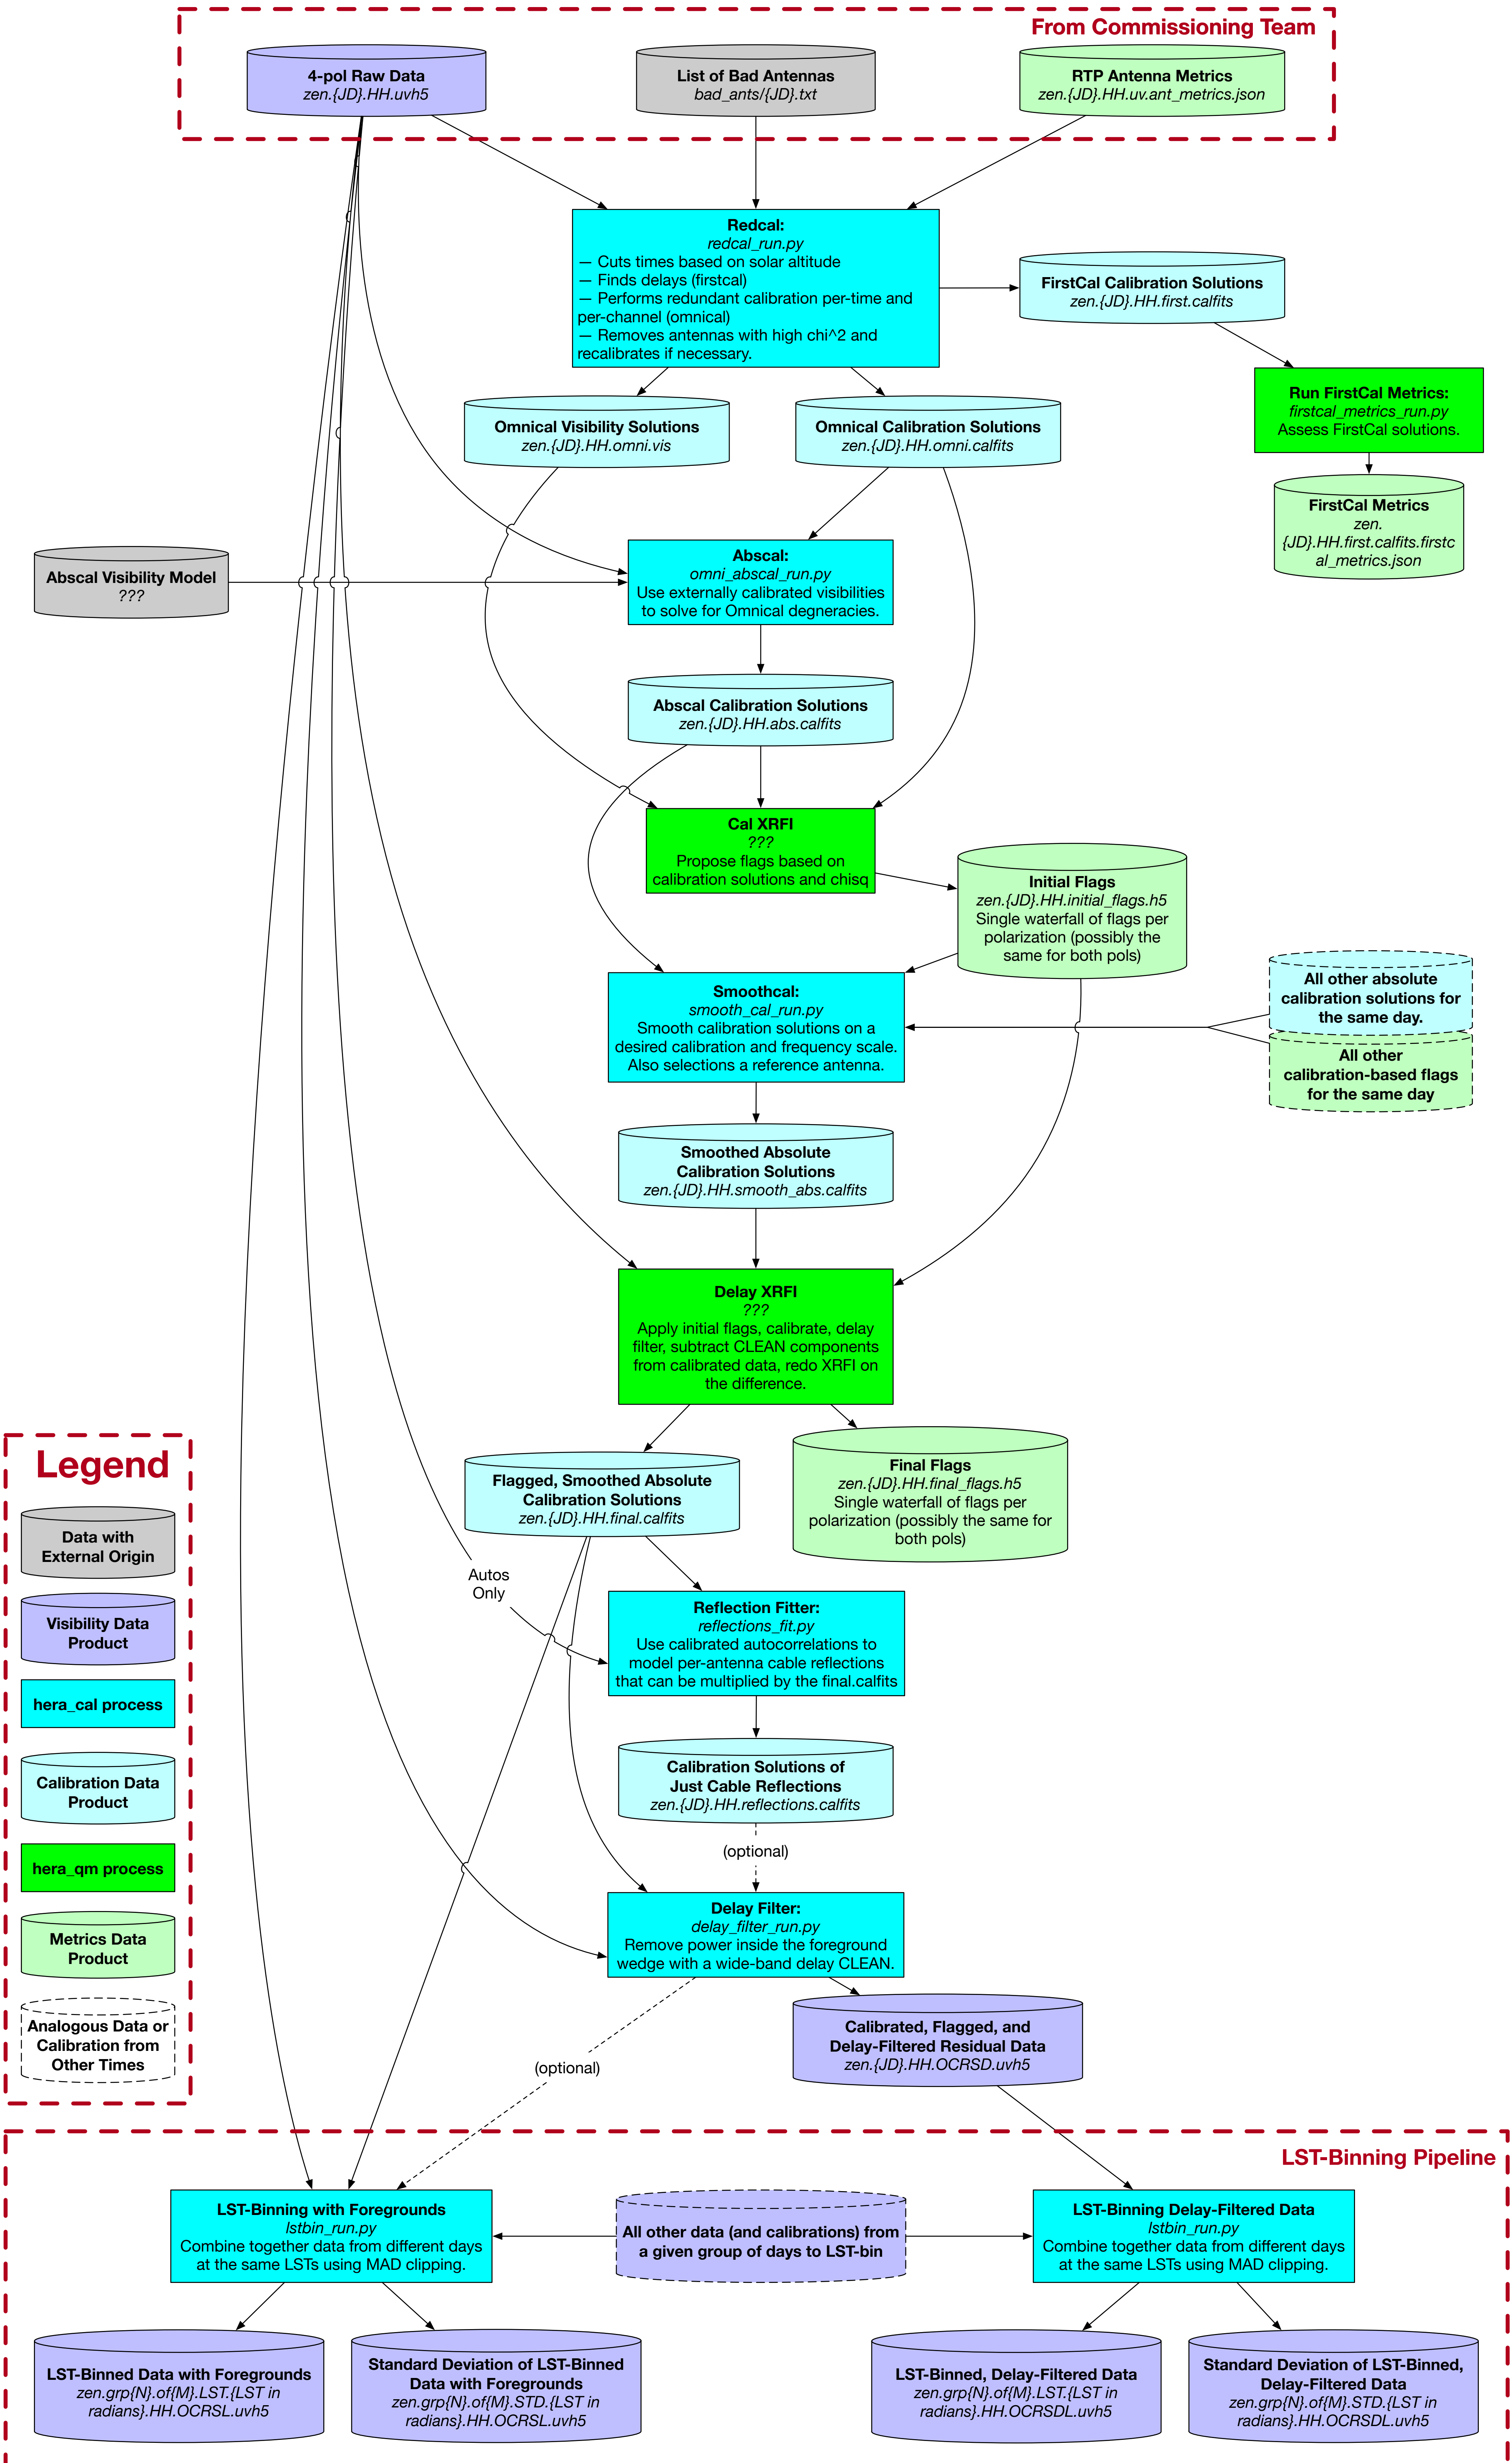 From Commissioning Team
4-pol Raw Data
zen.{JD}.HH.uvh5
List of Bad Antennas
bad_ants/{JD}.txt
RTP Antenna Metrics
zen.{JD}.HH.uv.ant_metrics.json
Redcal:
redcal_run.py
— Cuts times based on solar altitude
— Finds delays (firstcal)
— Performs redundant calibration per-time and
per-channel (omnical)
— Removes antennas with high chi^2 and
recalibrates if necessary.
FirstCal Calibration Solutions
zen.{JD}.HH.first.calfits
Run FirstCal Metrics:
firstcal_metrics_run.py
Assess FirstCal solutions.
Omnical Visibility Solutions
zen.{JD}.HH.omni.vis
Omnical Calibration Solutions
zen.{JD}.HH.omni.calfits
FirstCal Metrics
zen.
{JD}.HH.first.calfits.firstc
al_metrics.json
Abscal Visibility Model
???
Abscal:
omni_abscal_run.py
Use externally calibrated visibilities
to solve for Omnical degneracies.
Abscal Calibration Solutions
zen.{JD}.HH.abs.calfits
Cal XRFI
???
Propose flags based on
calibration solutions and chisq
Initial Flags
zen.{JD}.HH.initial_flags.h5
Single waterfall of flags per
polarization (possibly the
same for both pols)
Smoothcal:
smooth_cal_run.py
Smooth calibration solutions on a
desired calibration and frequency scale.
Also selections a reference antenna.
All other absolute
calibration solutions for
the same day.
All other
calibration-based flags
for the same day
Smoothed Absolute
Calibration Solutions
zen.{JD}.HH.smooth_abs.calfits
Delay XRFI
???
Apply initial flags, calibrate, delay
filter, subtract CLEAN components
from calibrated data, redo XRFI on
the difference.
Flagged, Smoothed Absolute
Calibration Solutions
zen.{JD}.HH.final.calfits
Final Flags
zen.{JD}.HH.final_flags.h5
Single waterfall of flags per
polarization (possibly the same for
both pols)
Autos
Only
Reflection Fitter:
reflections_fit.py
Use calibrated autocorrelations to
model per-antenna cable reflections
that can be multiplied by the final.calfits
Calibration Solutions of
Just Cable Reflections
zen.{JD}.HH.reflections.calfits
(optional)
Delay Filter:
delay_filter_run.py
Remove power inside the foreground
wedge with a wide-band delay CLEAN.
(optional)
Calibrated, Flagged, and
Delay-Filtered Residual Data
zen.{JD}.HH.OCRSD.uvh5
Legend
Data with
External Origin
Visibility Data
Product
hera_cal process
Calibration Data
Product
hera_qm process
Metrics Data
Product
Analogous Data or
Calibration from
Other Times
LST-Binning Pipeline
LST-Binning with Foregrounds
lstbin_run.py
Combine together data from different days
at the same LSTs using MAD clipping.
All other data (and calibrations) from
a given group of days to LST-bin
LST-Binning Delay-Filtered Data
lstbin_run.py
Combine together data from different days
at the same LSTs using MAD clipping.
LST-Binned Data with Foregrounds
zen.grp{N}.of{M}.LST.{LST in
radians}.HH.OCRSL.uvh5
Standard Deviation of LST-Binned
Data with Foregrounds
zen.grp{N}.of{M}.STD.{LST in
radians}.HH.OCRSL.uvh5
LST-Binned, Delay-Filtered Data
zen.grp{N}.of{M}.LST.{LST in
radians}.HH.OCRSDL.uvh5
Standard Deviation of LST-Binned,
Delay-Filtered Data
zen.grp{N}.of{M}.STD.{LST in
radians}.HH.OCRSDL.uvh5